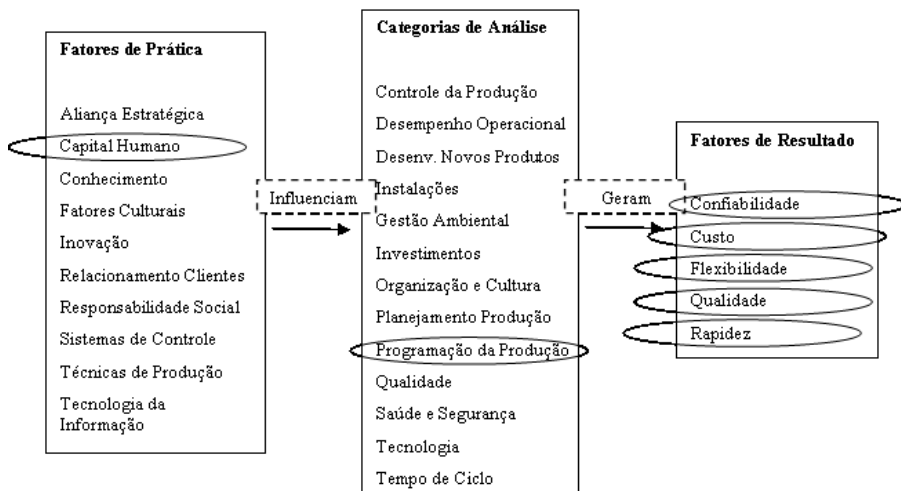 Fatores de Prática
Aliança Estratégica
Capital Humano
Conhecimento
Fatores Culturais
Inovação
Relacionamento Clientes
Responsabilidade Social
Sistemas de Controle
Técnicas de Produção
Tecnologia da
Informação
Influenciam
Categorias de Análise
Controle da Produção
Desempenho Operacional
Desenv. Novos Produtos
Instalações
Gestão Ambiental
Investimentos
Organização e Cultura
Planejamento Produção
Programação da Produção
Qualidade
Saúde e Segurança
Tecnologia
Tempo de Ciclo
Geram
Fatores de Resultado
Confiabilidade
Custo
Flexibilidade
Qualidade
Rapidez